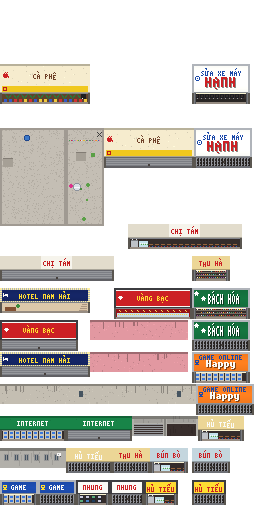 CÀ PHÊ
SỬA XE MÁY
HẠNH
CÀ PHÊ
SỬA XE MÁY
HẠNH
CHỊ TÁM
CHỊ TÁM
TẠU HÀ
HOTEL NAM HẢI
VÀNG BẠC
BÁCH HÓA
VÀNG BẠC
BÁCH HÓA
HOTEL NAM HẢI
GAME ONLINE
Happy
GAME ONLINE
Happy
INTERNET INTERNET
HỦ TIẾU
HỦ TIẾU
TẠU HÀ
BÚN BÒ
BÚN BÒ
GAME
GAME
NHUNG
NHUNG
HỦ TIẾU
HỦ TIẾU